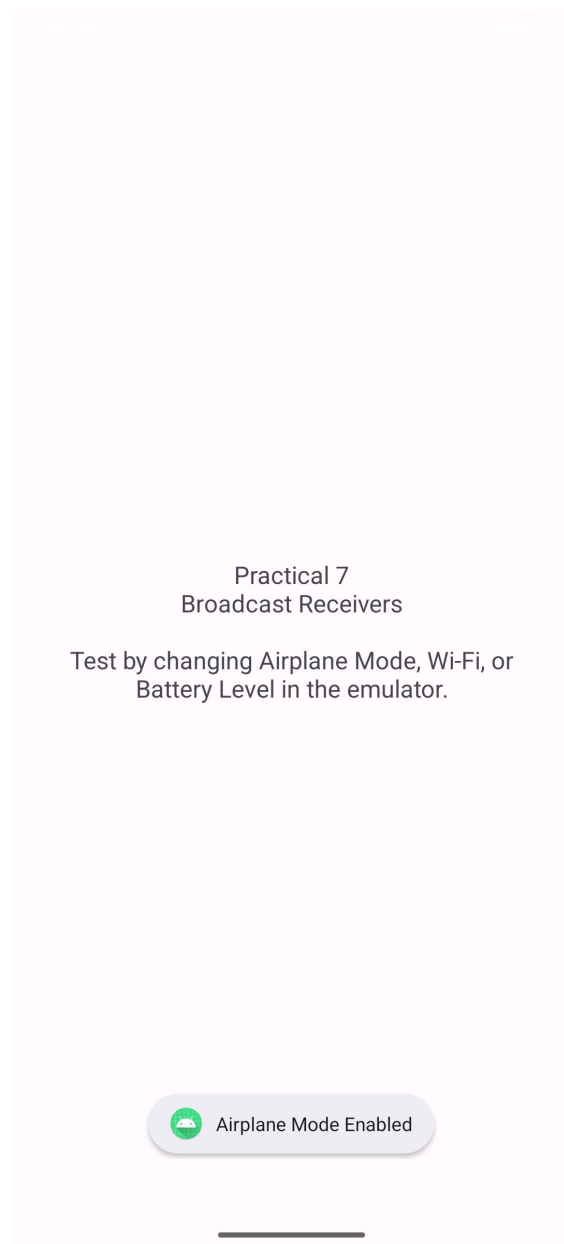 Practical 7
Broadcast Receivers
Test by changing Airplane Mode, Wi-Fi, or
Battery Level in the emulator.
Airplane Mode Enabled